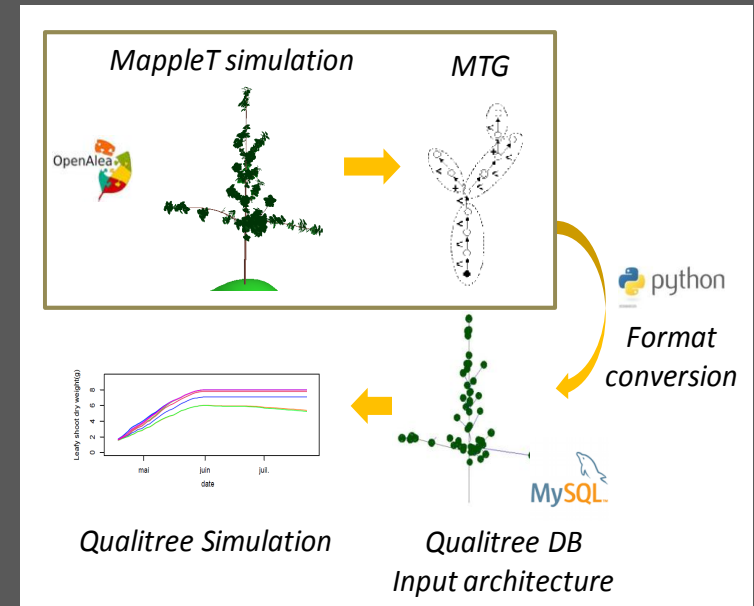 MappleT simulation
MTG
OpenAlea
python
Format
conversion
Leafy shoot dry weight(g)
8
6
4
2
0
mai
juin
juil.
date
MySQL
Qualitree Simulation
Qualitree DB
Input architecture